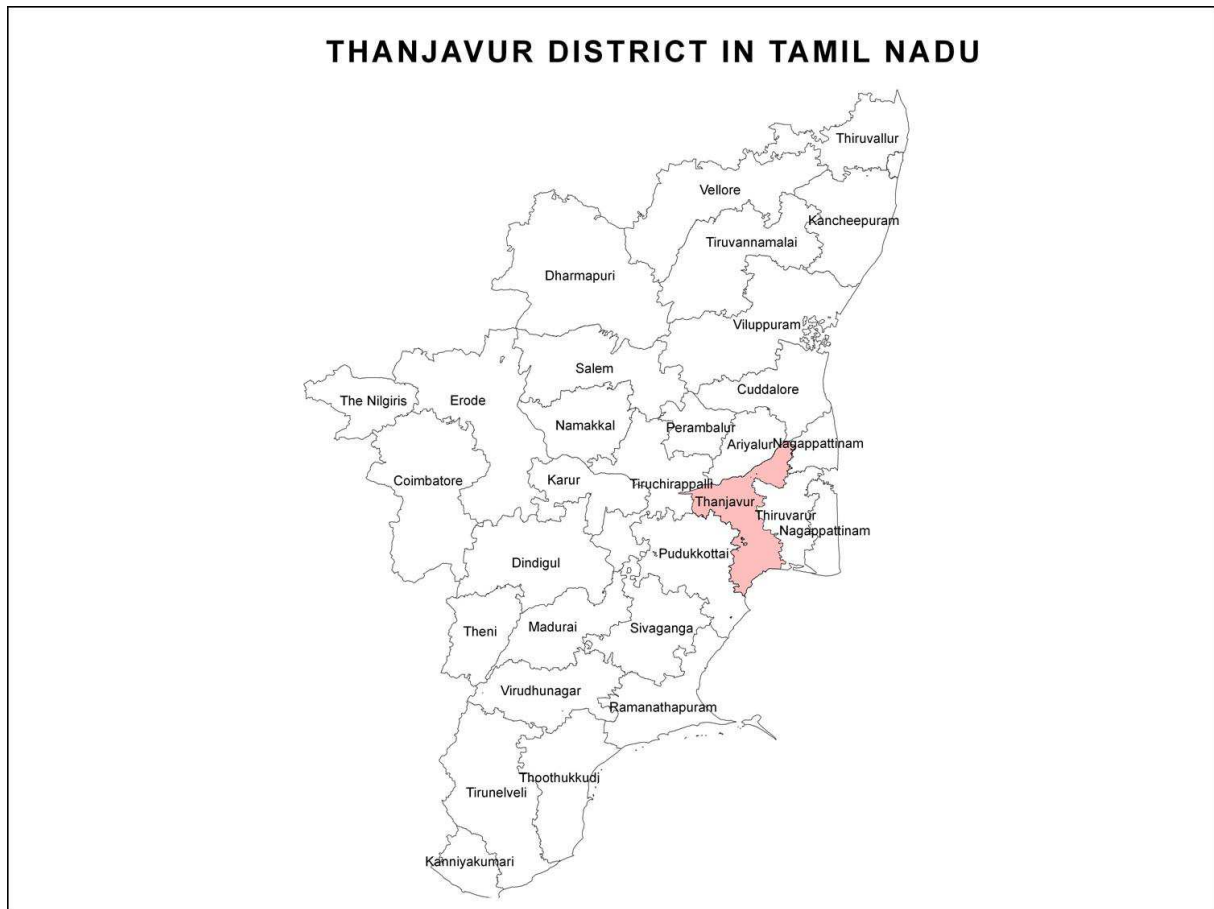 THANJAVUR DISTRICT IN TAMIL NADU
Thiruvallur
Vellore
Kancheepuram
Tiruvannamalai
Dharmapuri
Viluppuram
Salem
Cuddalore
The Nilgiris
Erode
Namakkal
Perambalur
Ariyalur
Nagappattinam
Coimbatore
Karur
Tiruchirappalli
Thanjavur
Thiruvarur
Nagappattinam
Pudukkottai
Dindigul
Theni
Madurai
Sivaganga
Virudhunagar
Ramanathapuram
Thoothukkudi
Tirunelveli
Kanniyakumari